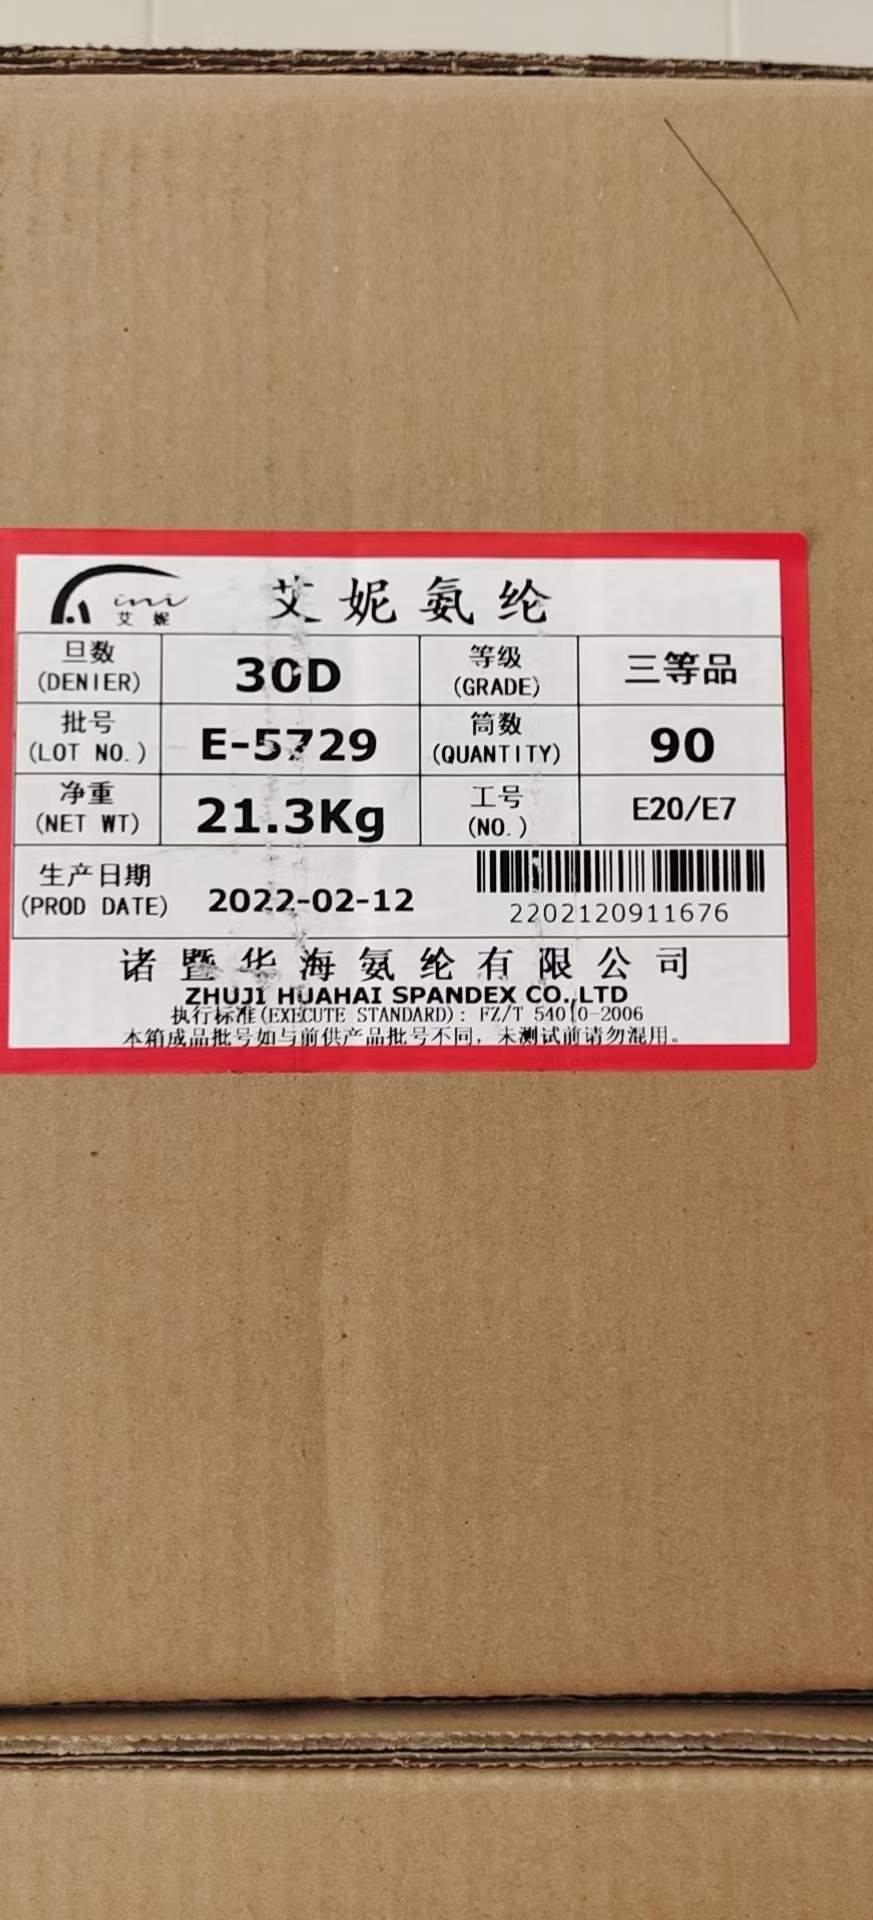 ini
艾妮
艾妮氨纶
旦数
(DENIER)
30D
等级
(GRADE)
三等品
批号
(LOT NO.)
E-5729
筒数
(QUANTITY)
90
净重
(NET WT)
21.3Kg
工号
(NO.)
E20/E7
生产日期
(PROD DATE)
2022-02-12
2202120911676
诸暨华海氨纶有限公司
ZHUJI HUAHAI SPANDEX CO.,LTD
执行标准(EXECUTE STANDARD): FZ/T 54010-2006
本箱成品批号如与前供产品批号不同，未测试前请勿混用。